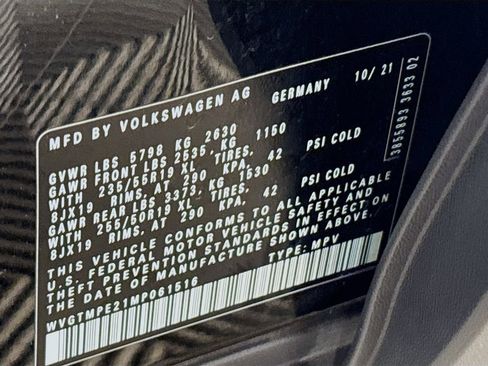 MFD BY VOLKSWAGEN AG GERMANY 10/21
GVWR LBS 5798 KG 2630
GAWR FRONT LBS 2535 KG 1150
WITH 235/55R19 XL. TIRES.
8JX19 RIMS. AT 290 KPA. 42 PSI COLD
GAWR REAR LBS 3373. KG 1530
WITH 255/50R19 XL. TIRES.
8JX19 RIMS. AT 290 KPA. 42 PSI COLD
THIS VEHICLE CONFORMS TO ALL APPLICABLE
U.S. FEDERAL MOTOR VEHICLE SAFETY AND
THEFT PREVENTION STANDARDS IN EFFECT ON
THE DATE OF MANUFACTURE SHOWN ABOVE.
TYPE: MPV
WVGTMPE21MP061516
3855893 3633 02